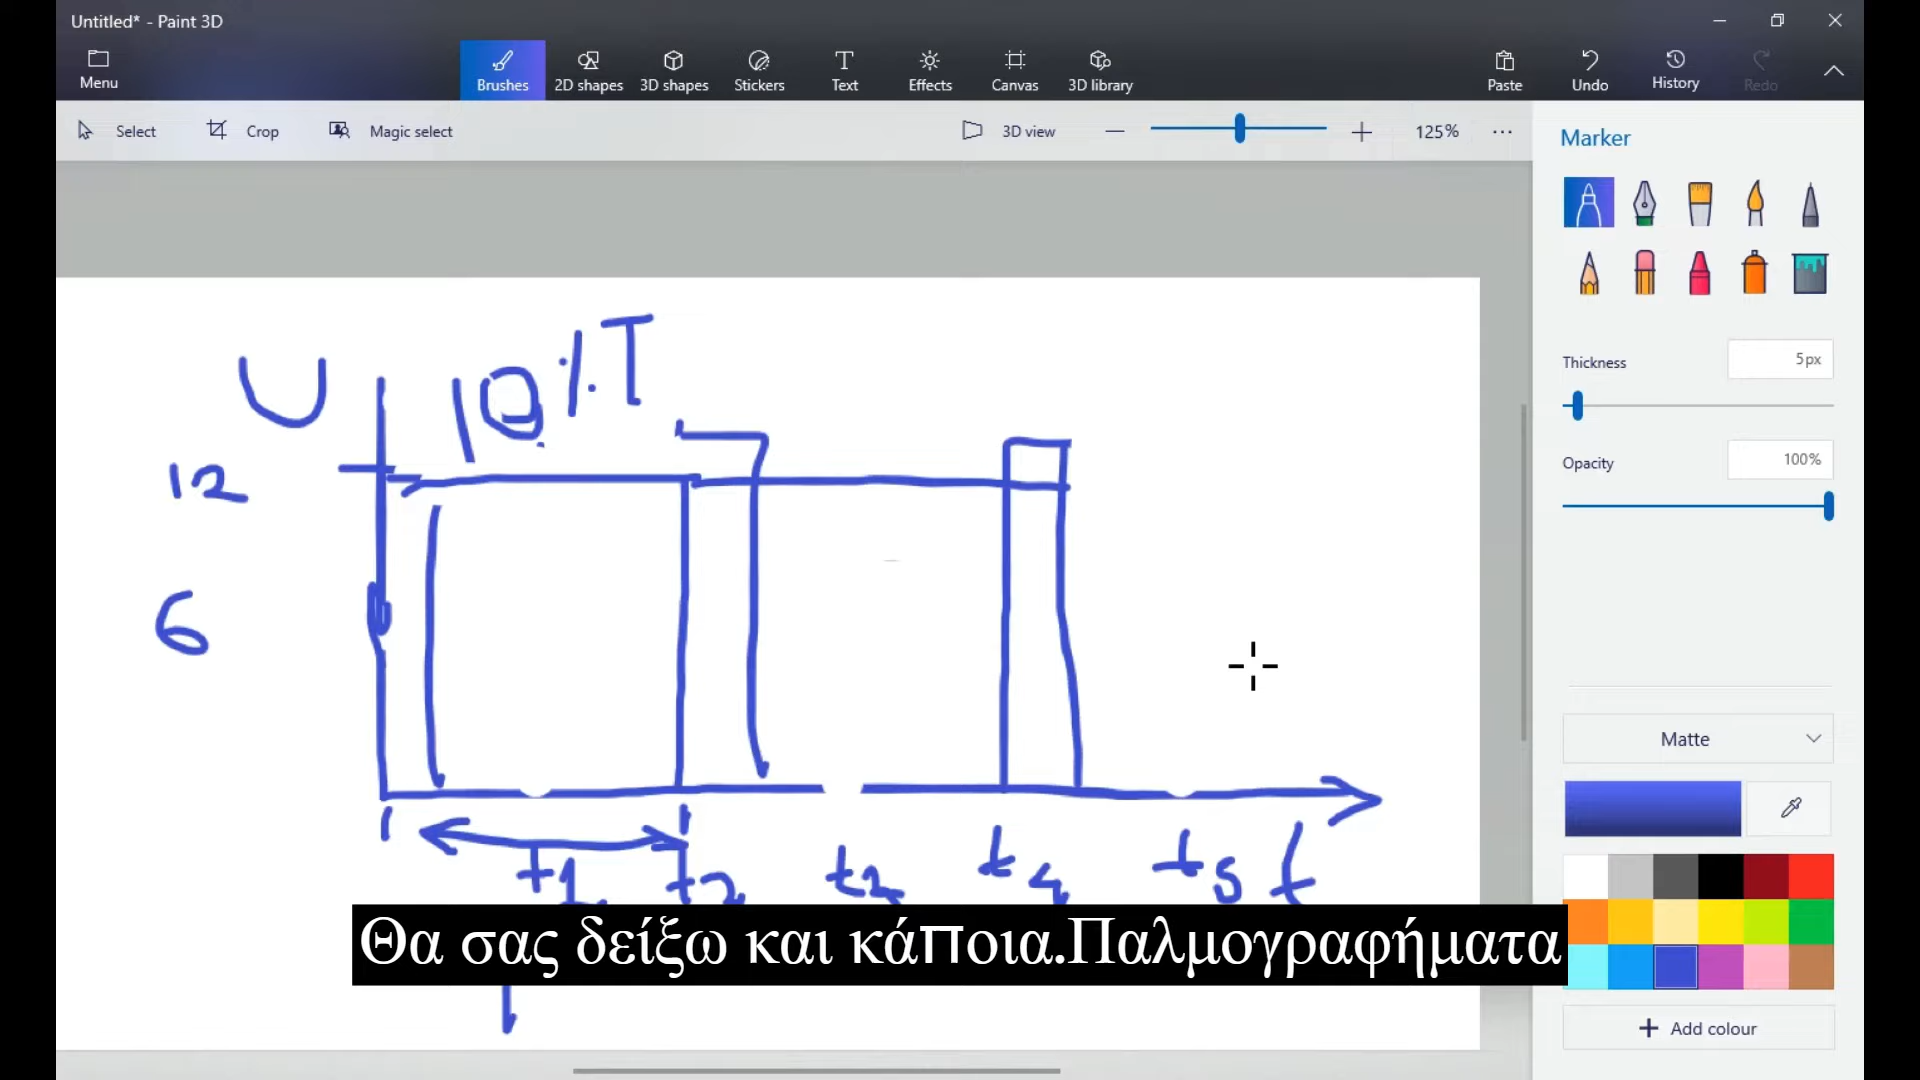 Untitled* - Paint 3D
Menu
Brushes
2D shapes
3D shapes
Stickers
Text
Effects
Canvas
3D library
Paste
Undo
History
Redo
Select
Crop
Magic select
3D view
125%
Marker
Thickness
5px
Opacity
100%
Matte
Add colour
U
10%T
12
6
t1
t2
t4
t5
t
Θα σας δείξω και κάποια.Παλμογραφήματα